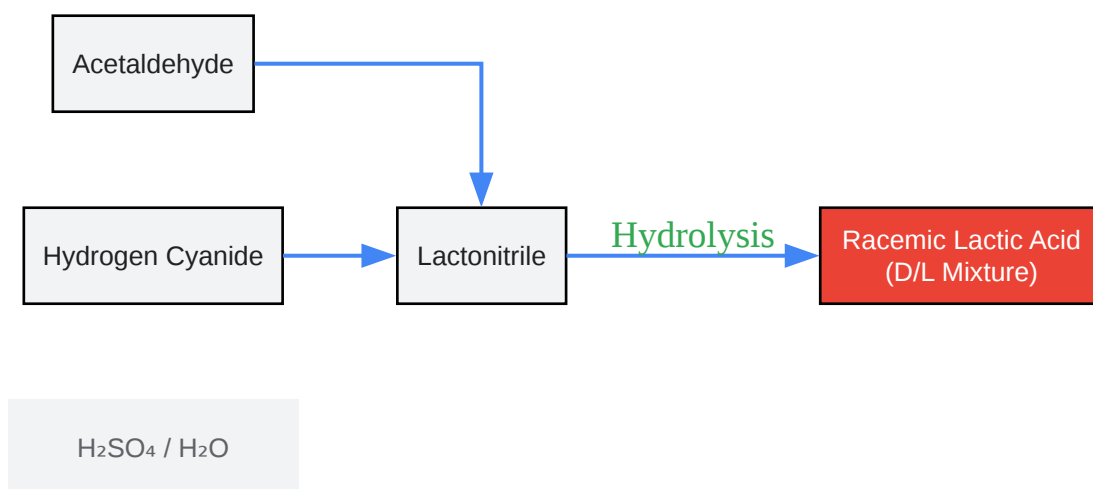 Acetaldehyde
Hydrogen Cyanide
Lactonitrile
Hydrolysis
Racemic Lactic Acid
(D/L Mixture)
H₂SO₄ / H₂O